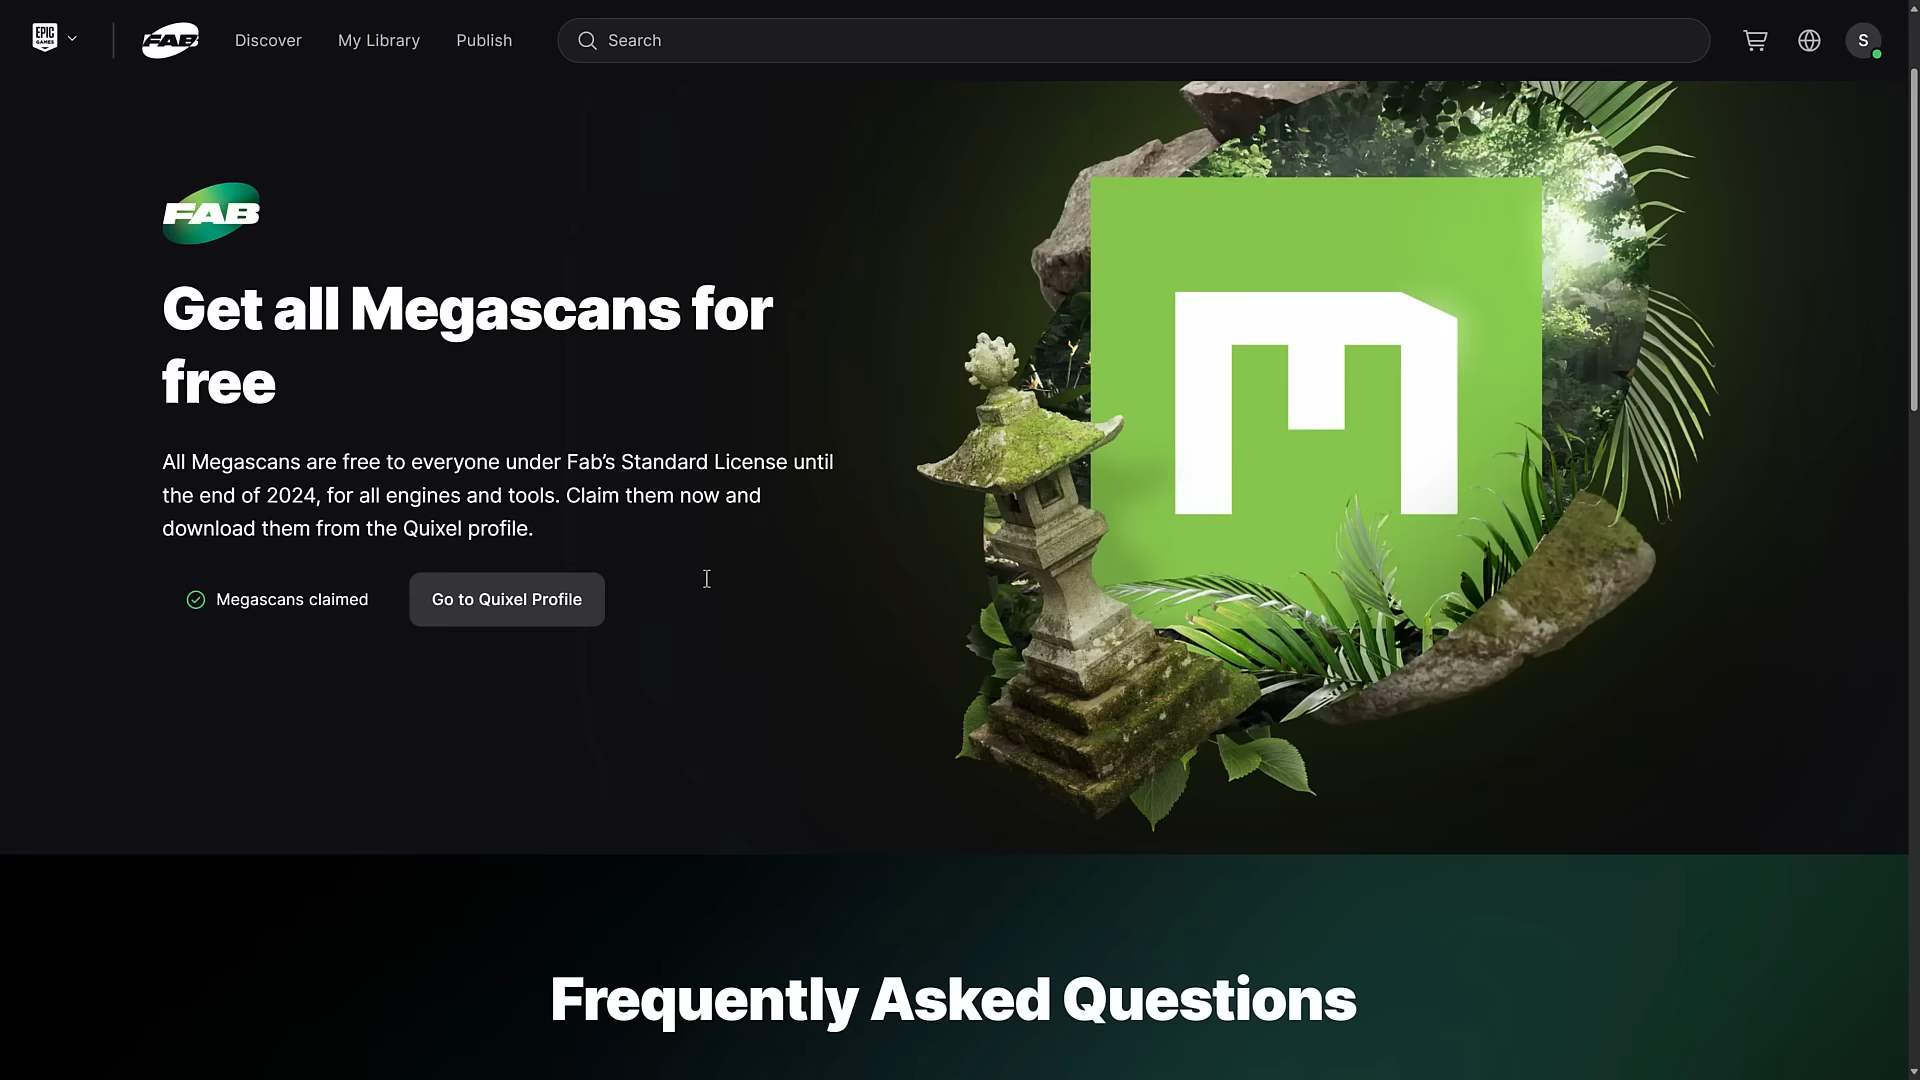 EPIC
GAMES
FAB
Discover
My Library
Publish
Search
S
FAB
Get all Megascans for
free
All Megascans are free to everyone under Fab’s Standard License until
the end of 2024, for all engines and tools. Claim them now and
download them from the Quixel profile.
Megascans claimed
Go to Quixel Profile
Frequently Asked Questions